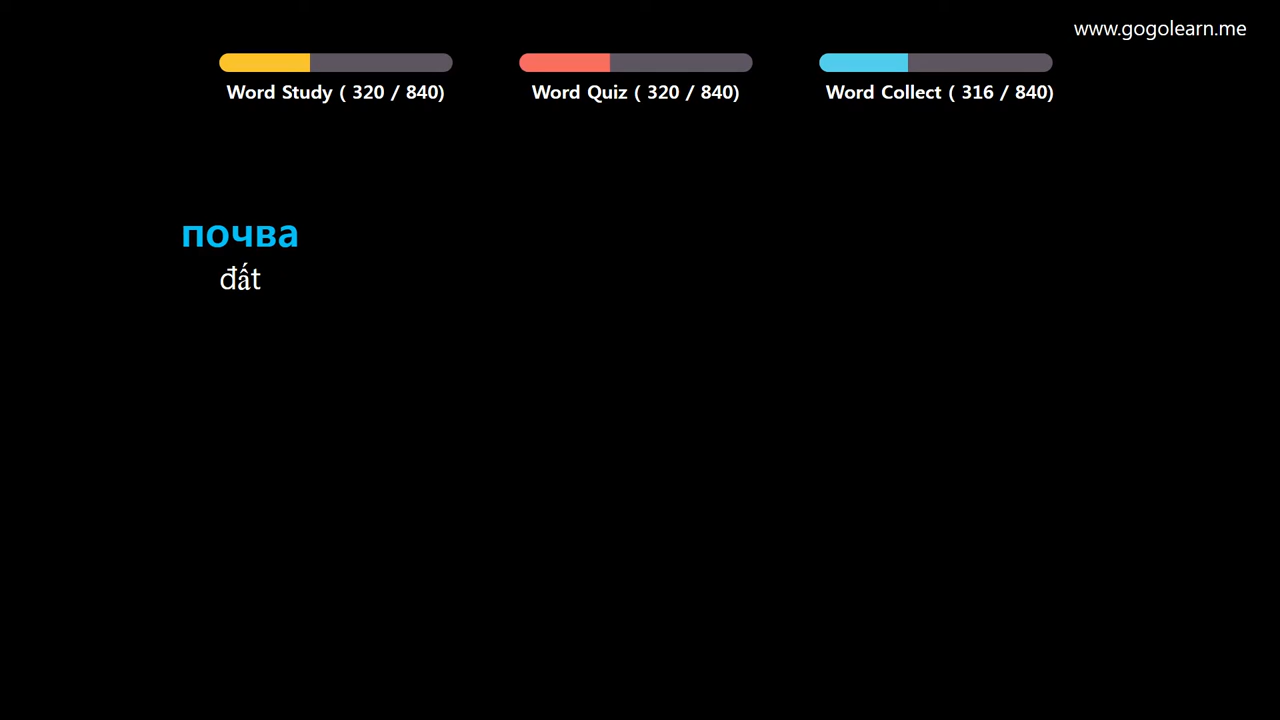 www.gogolearn.me
Word Study ( 320 / 840)
Word Quiz ( 320 / 840)
Word Collect ( 316 / 840)
почва
đất